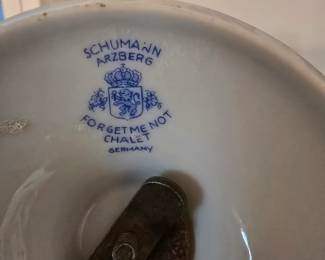 SCHUMANN
ARZBERG
FORGET ME NOT
CHALET
GERMANY